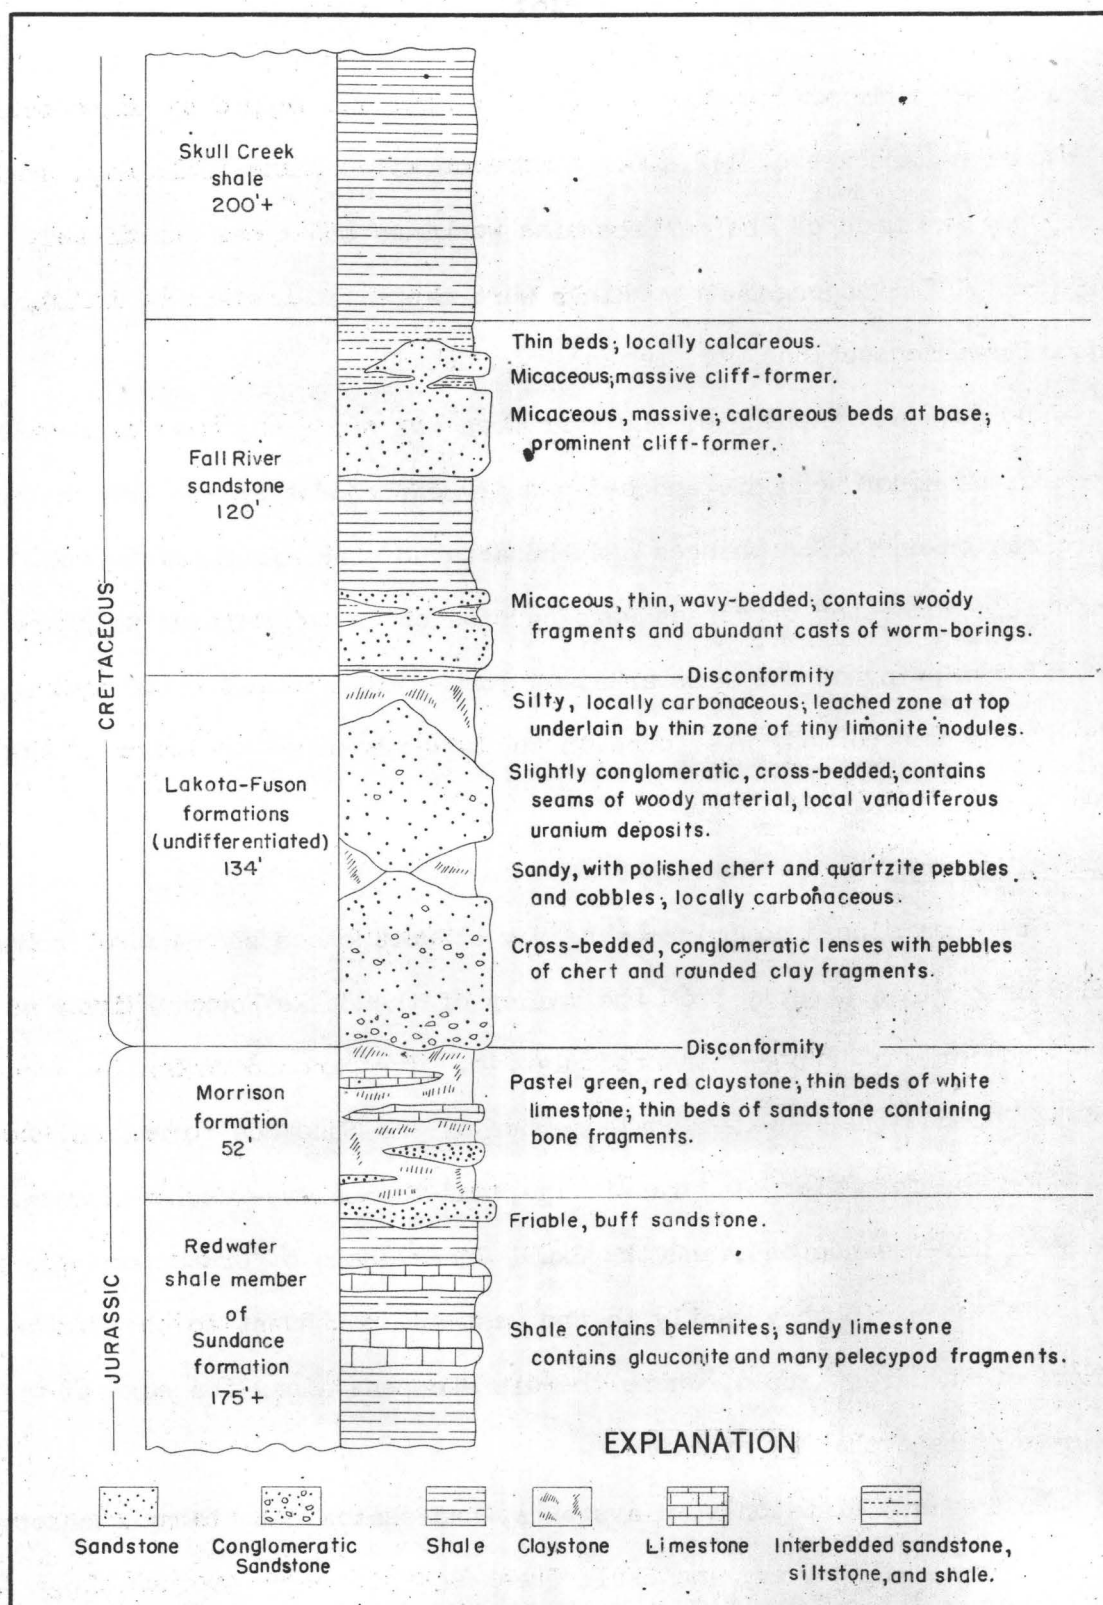 CRETACEOUS
JURASSIC
Skull Creek
shale
200'+
Fall River
sandstone
120'
Thin beds; locally calcareous.
Micaceous; massive cliff-former.
Micaceous, massive; calcareous beds at base;
prominent cliff-former.
Micaceous, thin, wavy-bedded; contains woody
fragments and abundant casts of worm-borings.
Disconformity
Lakota-Fuson
formations
(undifferentiated)
134'
Silty, locally carbonaceous; leached zone at top
underlain by thin zone of tiny limonite nodules.
Slightly conglomeratic, cross-bedded; contains
seams of woody material, local vanadiferous
uranium deposits.
Sandy, with polished chert and quartzite pebbles
and cobbles; locally carbonaceous.
Cross-bedded, conglomeratic lenses with pebbles
of chert and rounded clay fragments.
Disconformity
Morrison
formation
52'
Pastel green, red claystone; thin beds of white
limestone; thin beds of sandstone containing
bone fragments.
Redwater
shale member
of
Sundance
formation
175'+
Friable, buff sandstone.
Shale contains belemnites; sandy limestone
contains glauconite and many pelecypod fragments.
EXPLANATION
Sandstone
Conglomeratic
Sandstone
Shale
Claystone
Limestone
Interbedded sandstone,
siltstone, and shale.